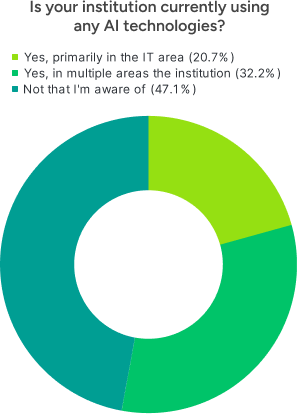 Is your institution currently using
any AI technologies?
Yes, primarily in the IT area (20.7%)
Yes, in multiple areas the institution (32.2%)
Not that I'm aware of (47.1%)